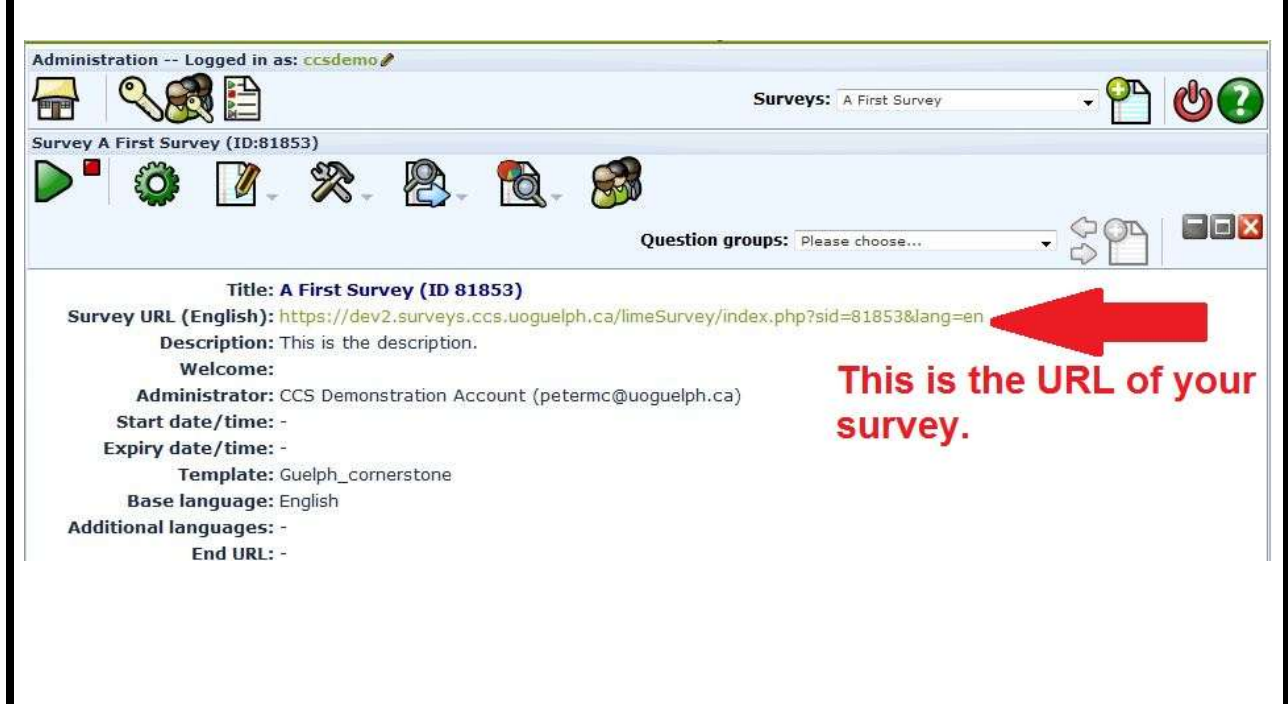 Administration -- Logged in as: ccsdemo
Surveys: A First Survey
Survey A First Survey (ID:81853)
Question groups: Please choose...
Title: A First Survey (ID 81853)
Survey URL (English): https://dev2.surveys.ccs.uoguelph.ca/limeSurvey/index.php?sid=81853&lang=en
Description: This is the description.
Welcome:
Administrator: CCS Demonstration Account (petermc@uoguelph.ca)
Start date/time: -
Expiry date/time: -
Template: Guelph_cornerstone
Base language: English
Additional languages: -
End URL: -
This is the URL of your
survey.